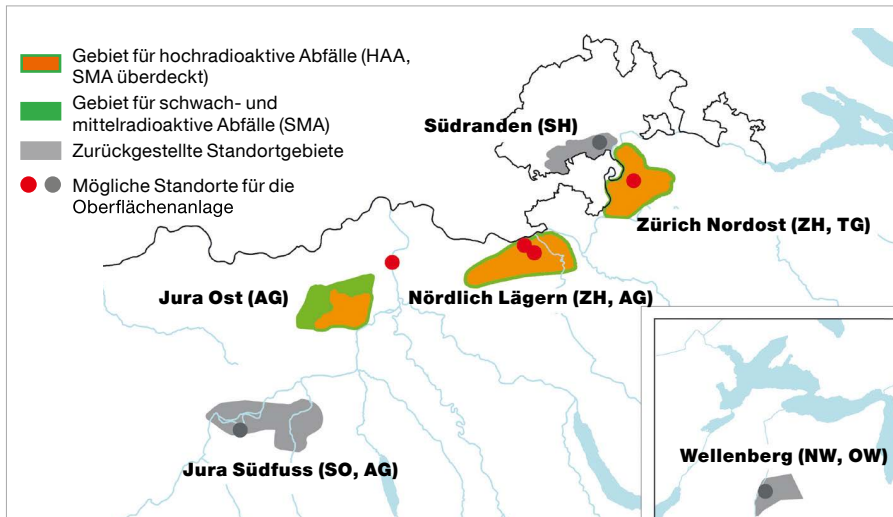 Gebiet für hochradioaktive Abfälle (HAA,
SMA überdeckt)
Gebiet für schwach- und
mittelradioaktive Abfälle (SMA)
Zurückgestellte Standortgebiete
Mögliche Standorte für die
Oberflächenanlage
Südranden (SH)
Zürich Nordost (ZH, TG)
Jura Ost (AG)
Nördlich Lägern (ZH, AG)
Jura Südfuss (SO, AG)
Wellenberg (NW, OW)